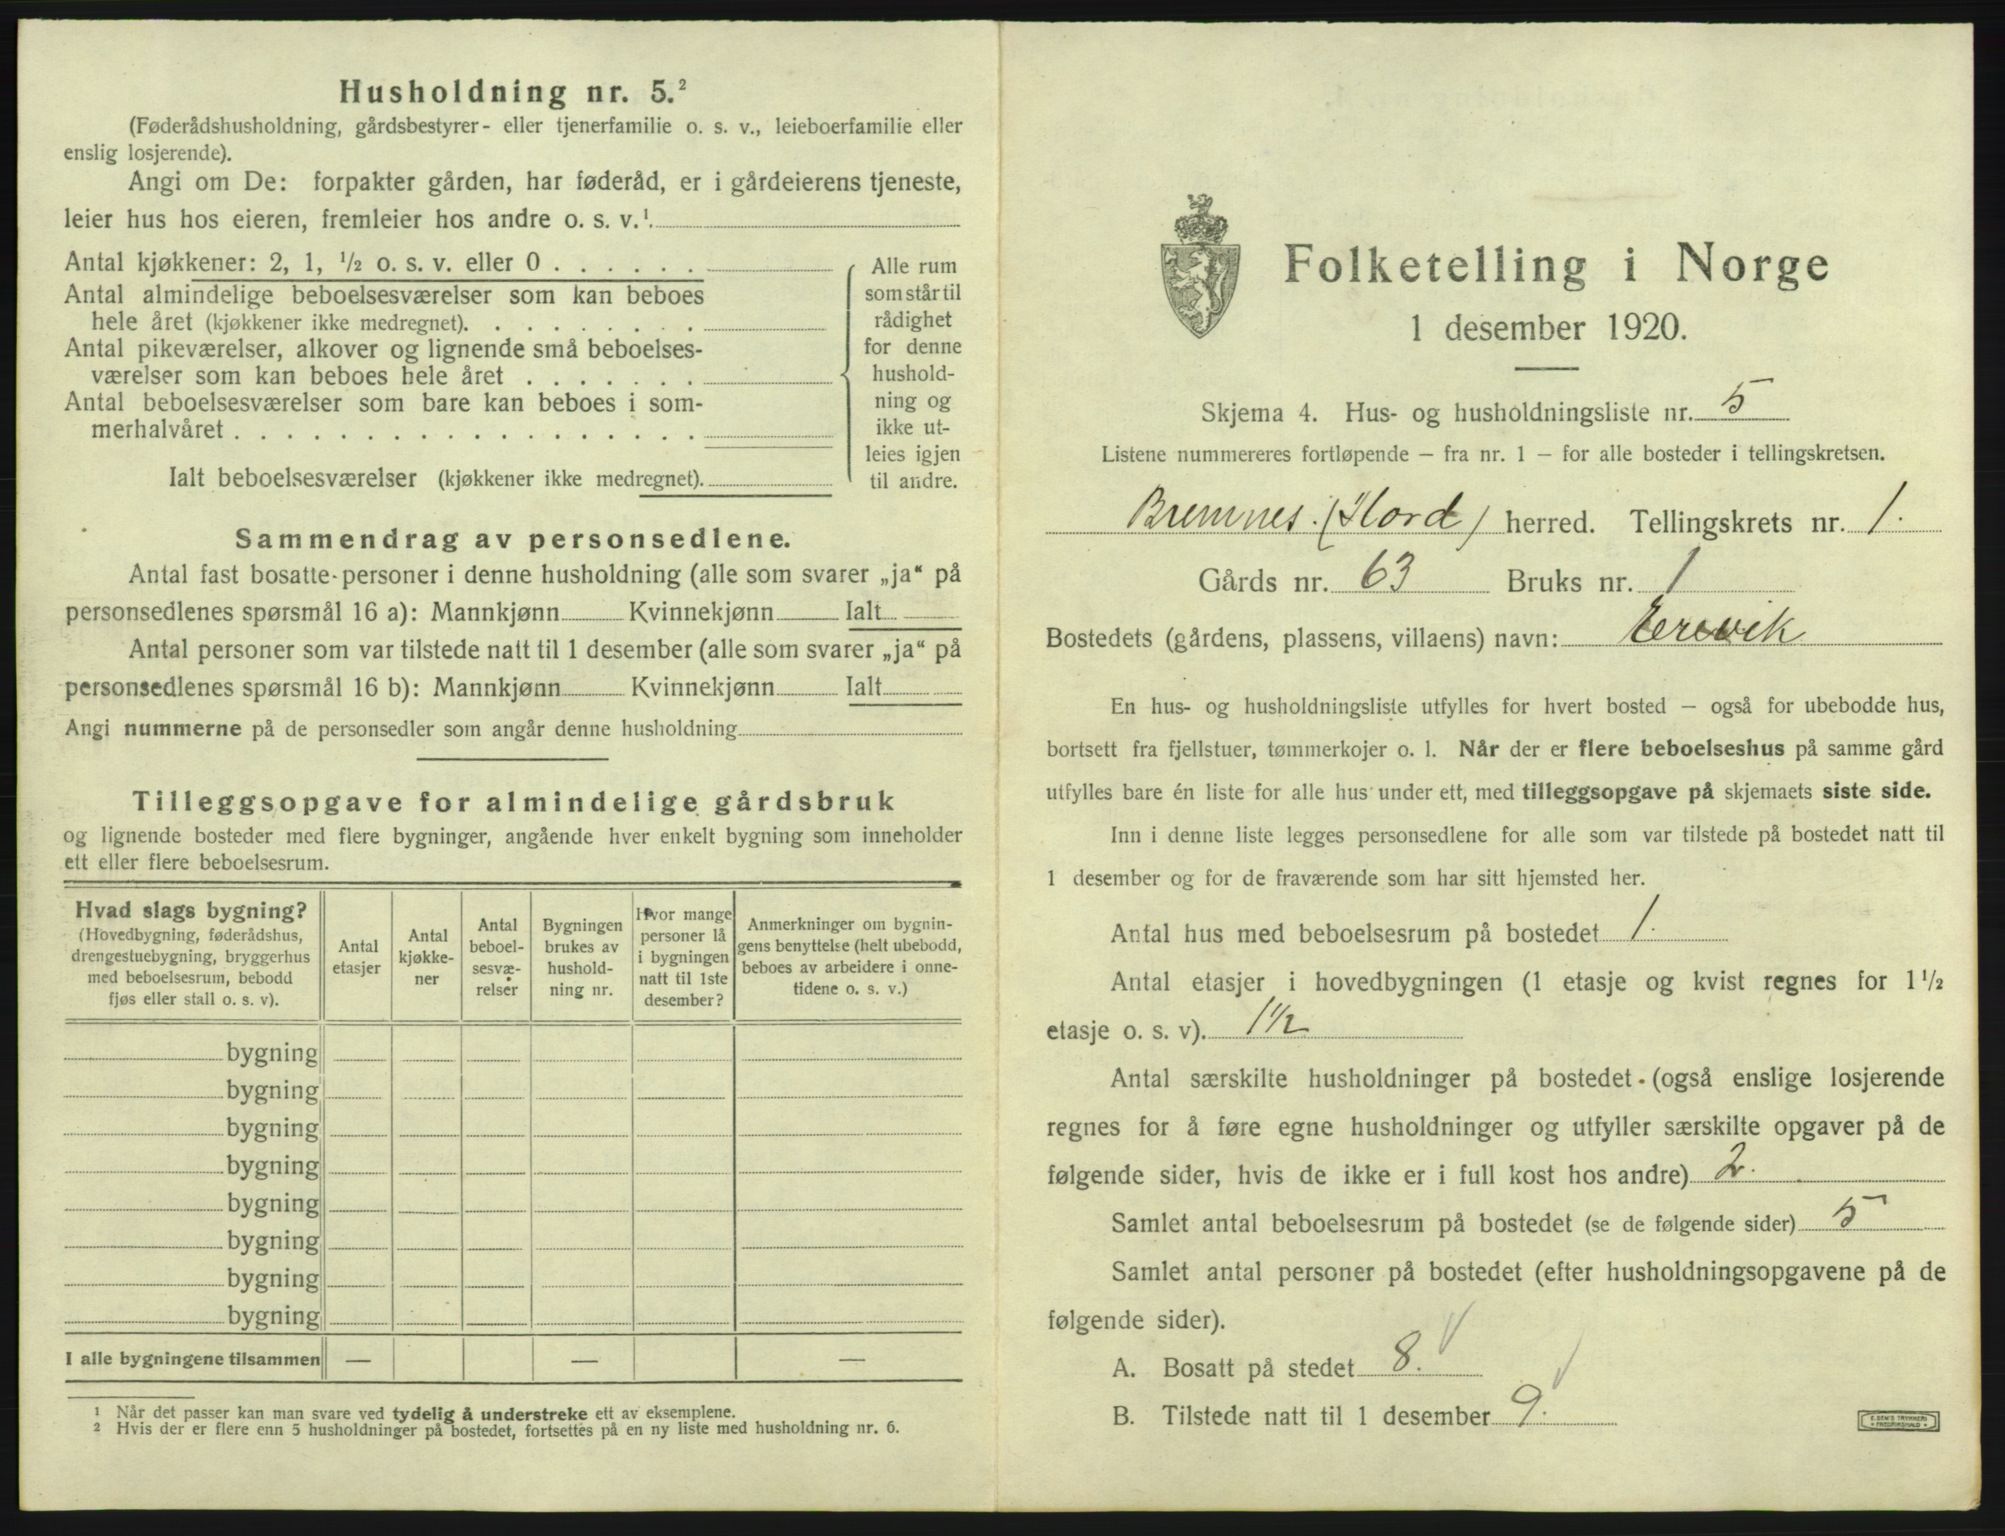 Husholdning nr. 5.²
(Føderådshusholdning, gårdsbestyrer- eller tjenerfamilie o. s. v., leieboerfamilie eller
enslig losjerende).
Angi om De: forpakter gården, har føderåd, er i gårdeierens tjeneste,
leier hus hos eieren, fremleier hos andre o. s. v.¹.
Antal kjøkkener: 2, 1, ½ o. s. v. eller 0 . . . . . .
Antal almindelige beboelsesværelser som kan beboes
hele året (kjøkkener ikke medregnet). . . . . . . . .
Antal pikeværelser, alkover og lignende små beboelses-
værelser som kan beboes hele året . . . . . . .
Antal beboelsesværelser som bare kan beboes i som-
merhalvåret . . . . . . . . . . . . . . . . . .
Ialt beboelsesværelser (kjøkkener ikke medregnet).
Alle rum
som står til
rådighet
for denne
hushold-
ning og
ikke ut-
leies igjen
til andre.
Sammendrag av personsedlene.
Antal fast bosatte personer i denne husholdning (alle som svarer „ja“ på
personsedlenes spørsmål 16 a): Mannkjønn Kvinnekjønn Ialt
Antal personer som var tilstede natt til 1 desember (alle som svarer „ja“ på
personsedlenes spørsmål 16 b): Mannkjønn Kvinnekjønn Ialt
Angi nummerne på de personsedler som angår denne husholdning
Tilleggsopgave for almindelige gårdsbruk
og lignende bosteder med flere bygninger, angående hver enkelt bygning som inneholder
ett eller flere beboelsesrum.
Hvad slags bygning?
(Hovedbygning, føderådshus,
drengestuebygning, bryggerhus
med beboelsesrum, bebodd
fjøs eller stall o. s. v).
Antal
etasjer
Antal
kjøkke-
ner
Antal
beboel-
sesvæ-
relser
Bygningen
brukes av
hushold-
ning nr.
Hvor mange
personer lå
i bygningen
natt til 1ste
desember?
Anmerkninger om bygnin-
gens benyttelse (helt ubebodd,
beboes av arbeidere i onne-
tidene o. s. v.)
bygning
bygning
bygning
bygning
bygning
bygning
bygning
bygning
I alle bygningene tilsammen — — —
¹ Når det passer kan man svare ved tydelig å understreke ett av eksemplene.
² Hvis der er flere enn 5 husholdninger på bostedet, fortsettes på en ny liste med husholdning nr. 6.
Folketelling i Norge
1 desember 1920.
Skjema 4. Hus- og husholdningsliste nr. 5
Listene nummereres fortløpende – fra nr. 1 – for alle bosteder i tellingskretsen.
Bremnes. (Hord) herred. Tellingskrets nr. 1.
Gårds nr. 63 Bruks nr. 1
Bostedets (gårdens, plassens, villaens) navn: Erevik
En hus- og husholdningsliste utfylles for hvert bosted – også for ubebodde hus,
bortsett fra fjellstuer, tømmerkojer o. l. Når der er flere beboelseshus på samme gård
utfylles bare én liste for alle hus under ett, med tilleggsopgave på skjemaets siste side.
Inn i denne liste legges personsedlene for alle som var tilstede på bostedet natt til
1 desember og for de fraværende som har sitt hjemsted her.
Antal hus med beboelsesrum på bostedet 1.
Antal etasjer i hovedbygningen (1 etasje og kvist regnes for 1½
etasje o. s. v). 1½
Antal særskilte husholdninger på bostedet (også enslige losjerende
regnes for å føre egne husholdninger og utfyller særskilte opgaver på de
følgende sider, hvis de ikke er i full kost hos andre) 2.
Samlet antal beboelsesrum på bostedet (se de følgende sider) 5
Samlet antal personer på bostedet (efter husholdningsopgavene på de
følgende sider).
A. Bosatt på stedet 8.
B. Tilstede natt til 1 desember 9.